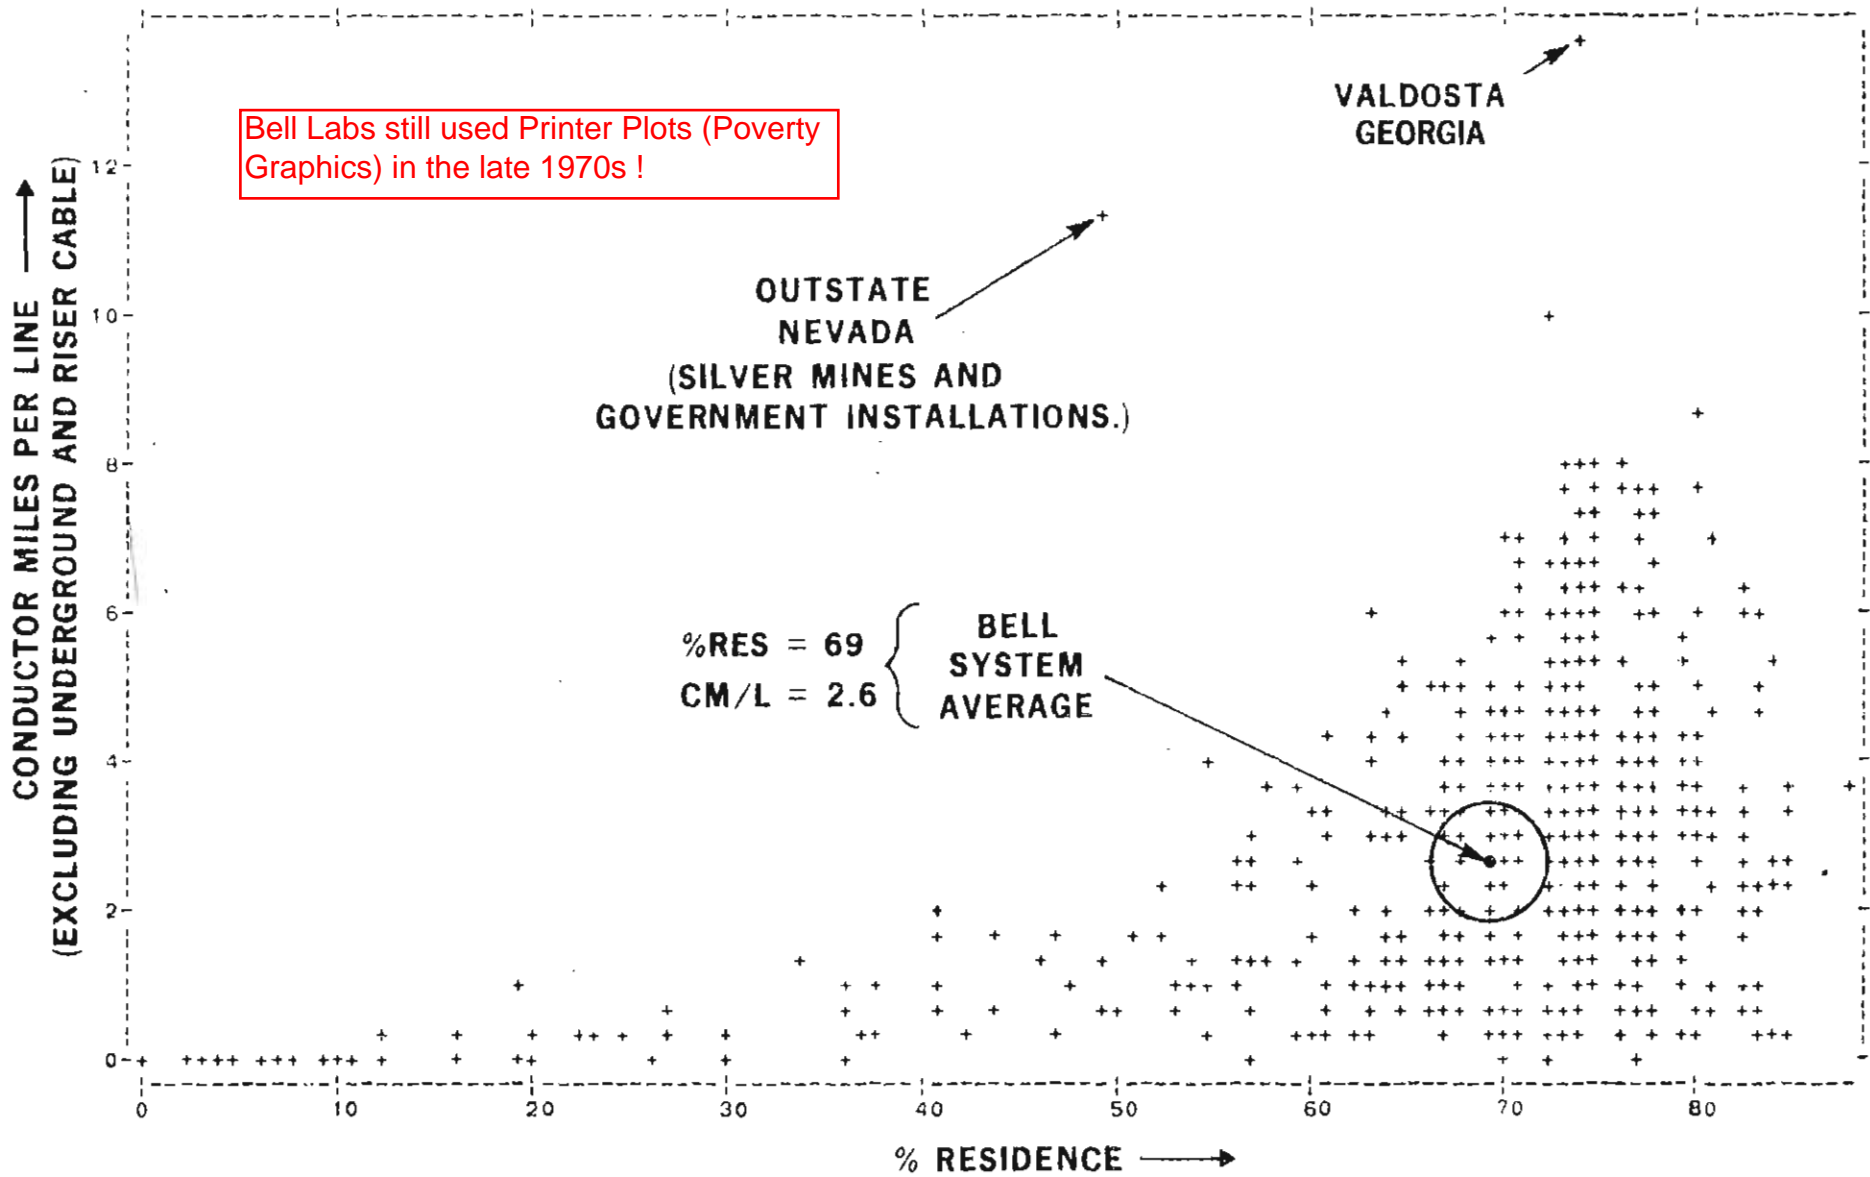 VALDOSTA
GEORGIA
Bell Labs still used Printer Plots (Poverty
Graphics) in the late 1970s !
OUTSTATE
NEVADA
(SILVER MINES AND
GOVERNMENT INSTALLATIONS.)
%RES = 69
CM/L = 2.6
BELL
SYSTEM
AVERAGE
CONDUCTOR MILES PER LINE
(EXCLUDING UNDERGROUND AND RISER CABLE)
12
10
8
6
4
2
0
0 10 20 30 40 50 60 70 80
% RESIDENCE